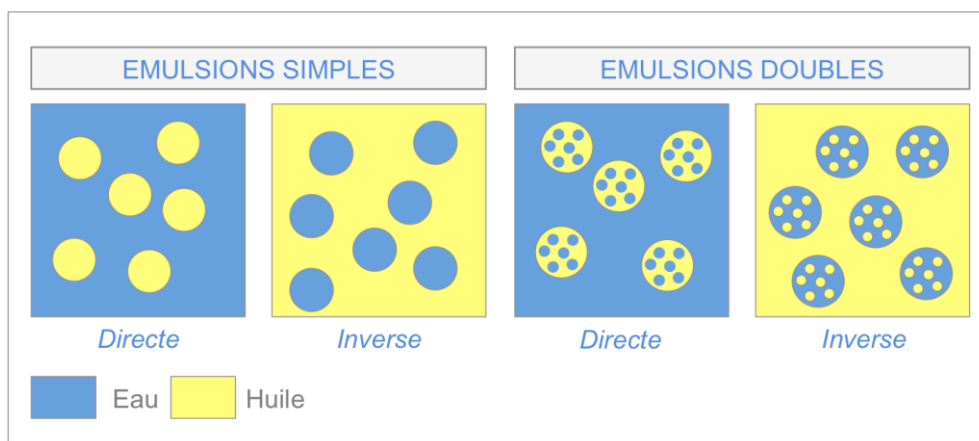 EMULSIONS SIMPLES
EMULSIONS DOUBLES
Directe
Inverse
Directe
Inverse
Eau
Huile